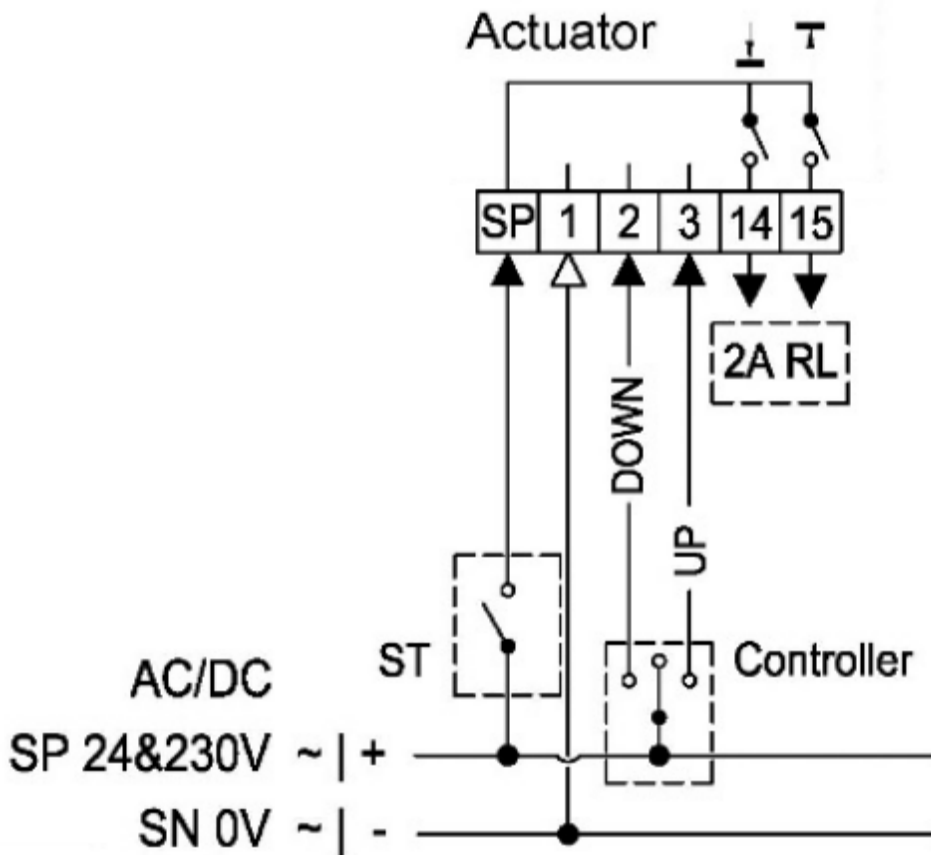 Actuator
SP 1 2 3 14 15
2A RL
DOWN
UP
ST
Controller
AC/DC
SP 24&230V ~ | +
SN 0V ~ | -